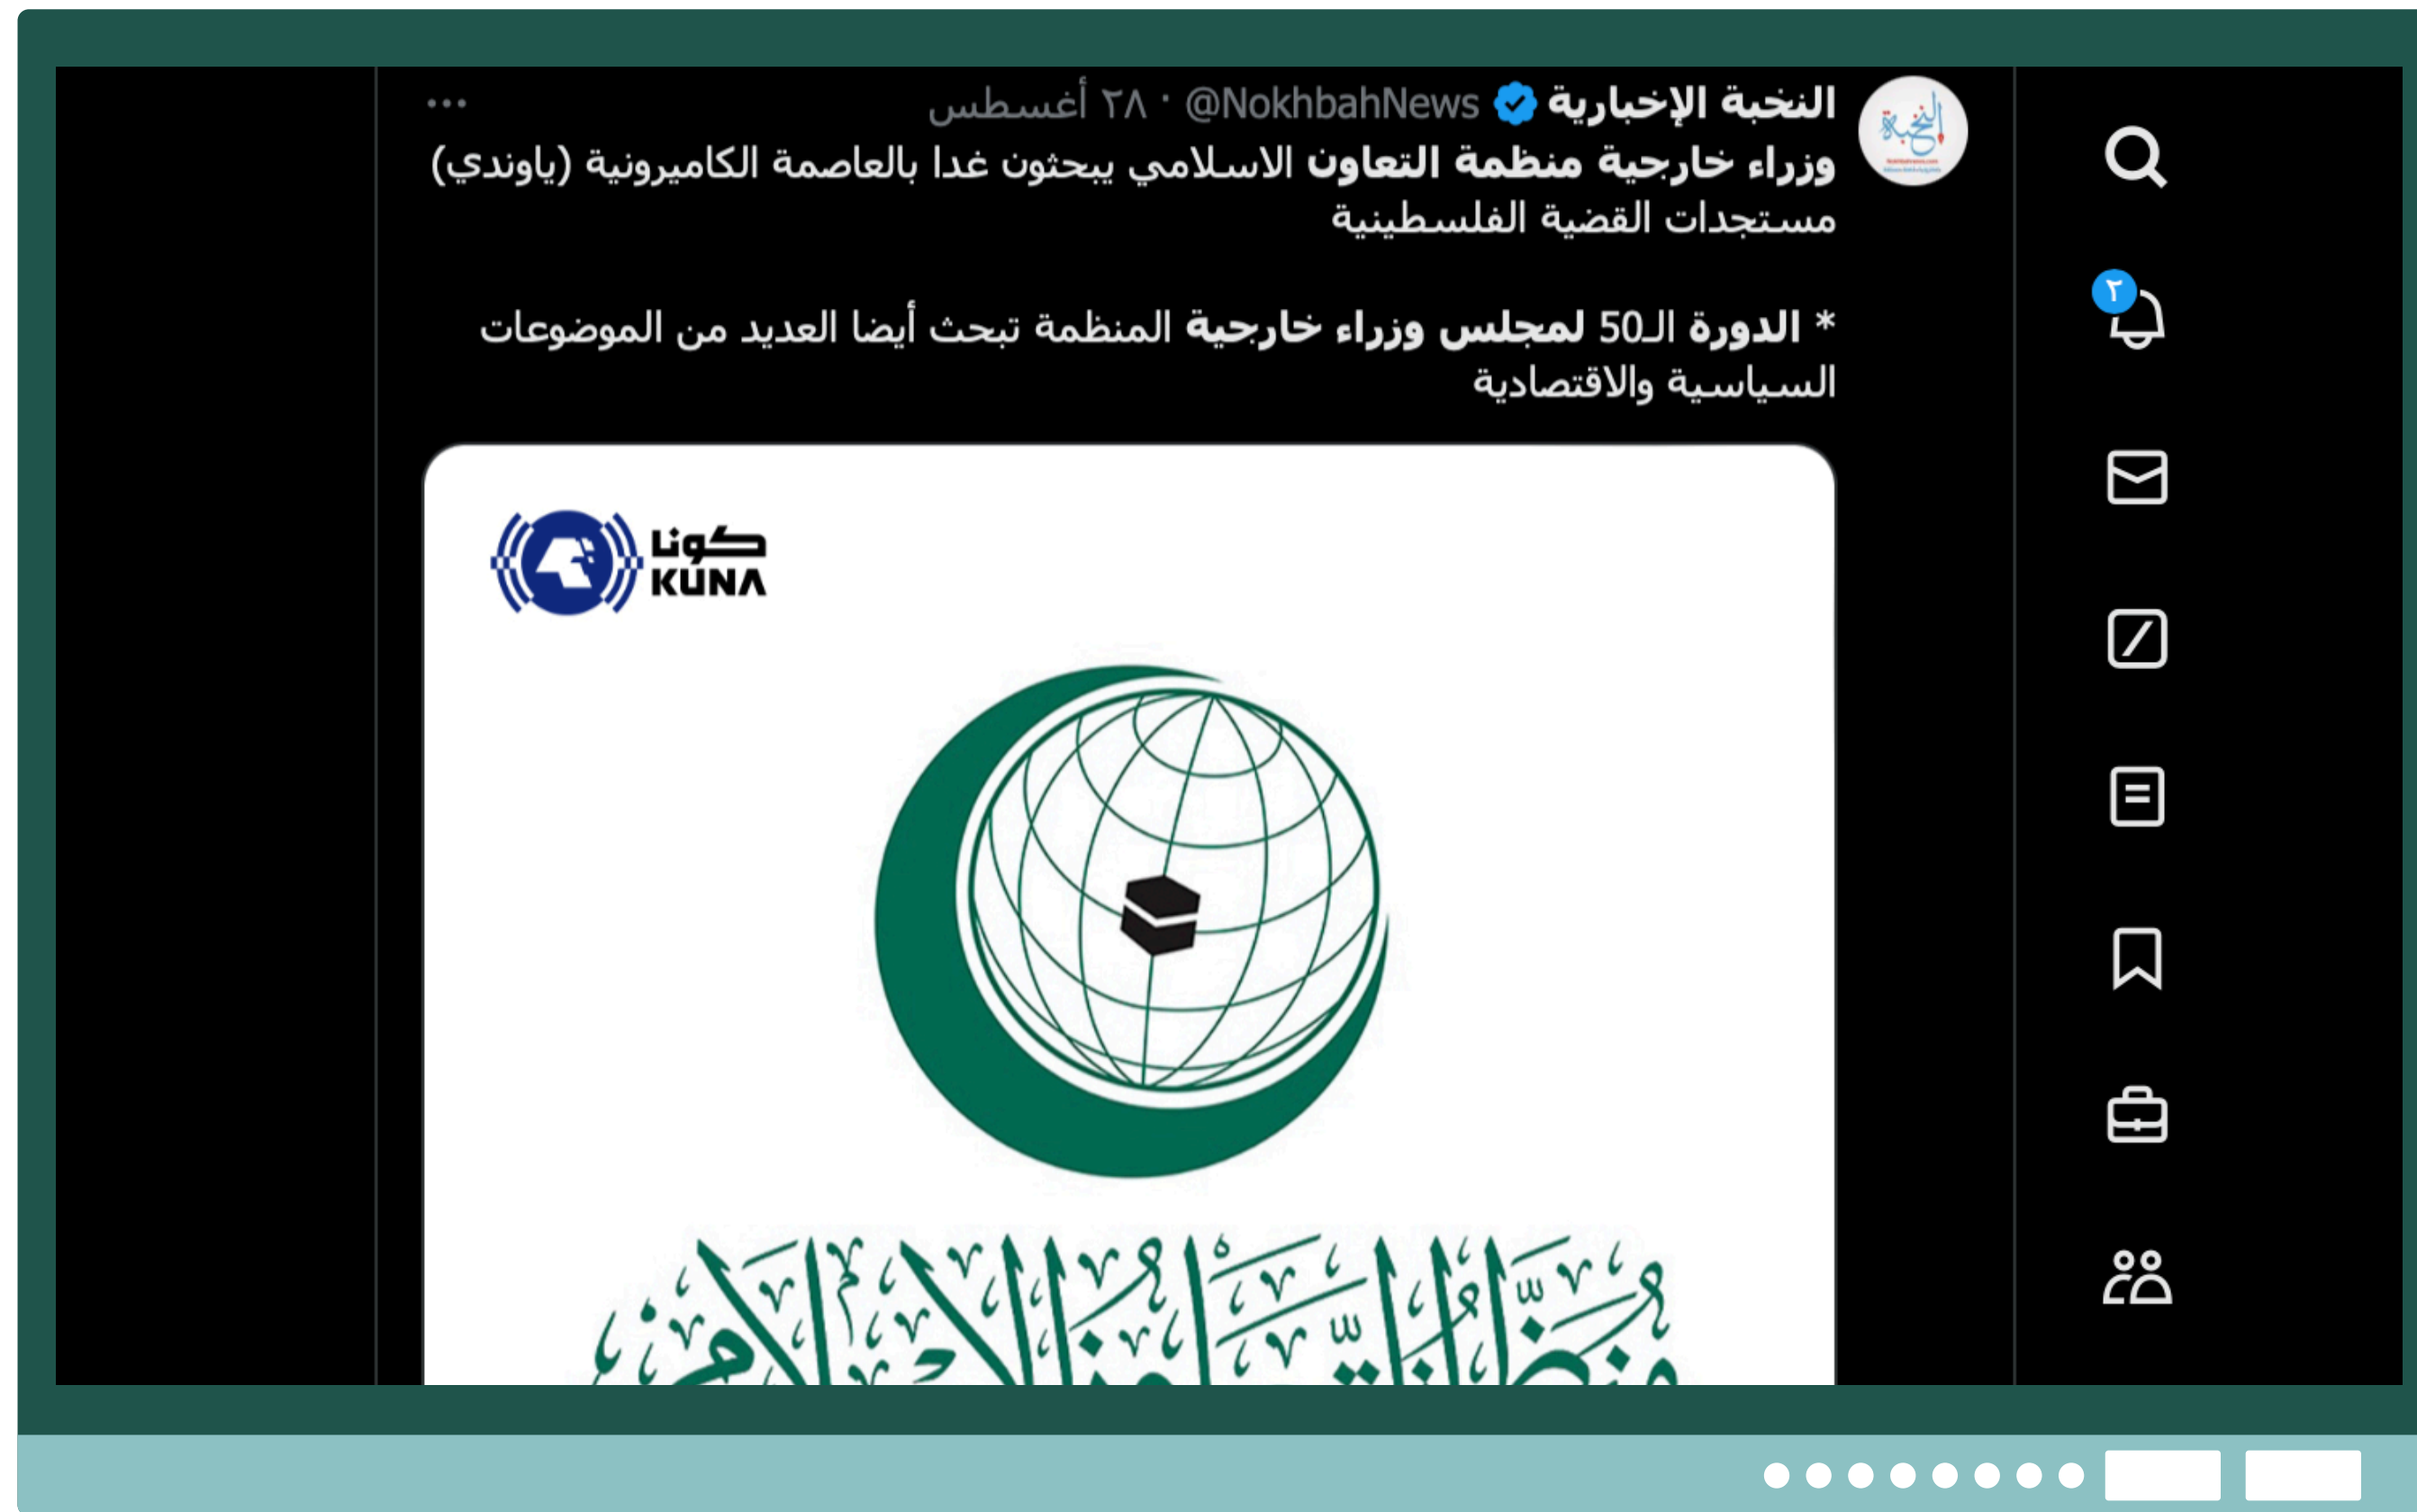 النخبة الإخبارية @NokhbahNews · ٢٨ أغسطس
وزراء خارجية منظمة التعاون الاسلامي يبحثون غدا بالعاصمة الكاميرونية (ياوندي)
مستجدات القضية الفلسطينية
* الدورة الـ50 لمجلس وزراء خارجية المنظمة تبحث أيضا العديد من الموضوعات
السياسية والاقتصادية
٢
النخبة
كونا
KUNA